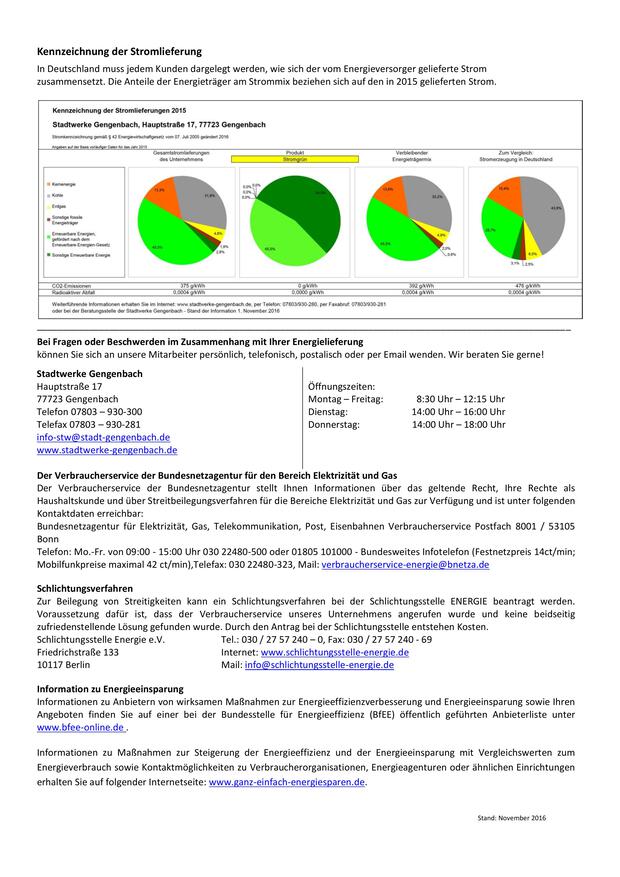 Kennzeichnung der Stromlieferung
In Deutschland muss jedem Kunden dargelegt werden, wie sich der vom Energieversorger gelieferte Strom
zusammensetzt. Die Anteile der Energieträger am Strommix beziehen sich auf den in 2015 gelieferten Strom.
Kennzeichnung der Stromlieferungen 2015
Stadtwerke Gengenbach, Hauptstraße 17, 77723 Gengenbach
Stromkennzeichnung gemäß § 42 Energiewirtschaftsgesetz vom 07. Juli 2005 geändert 2016
Angaben auf der Basis vorläufiger Daten für das Jahr 2015
Gesamtstromlieferungen des Unternehmens
Produkt
Stromgrün
Verbleibender Energieträgermix
Zum Vergleich: Stromerzeugung in Deutschland
Kernenergie
Kohle
Erdgas
Sonstige fossile
Energieträger
Erneuerbare Energien,
gefördert nach dem
Erneuerbare-Energien-Gesetz
Sonstige Erneuerbare Energie
CO2-Emissionen 375 g/kWh 0 g/kWh 392 g/kWh 476 g/kWh
Radioaktiver Abfall 0,0004 g/kWh 0,0000 g/kWh 0,0004 g/kWh 0,0004 g/kWh
Weiterführende Informationen erhalten Sie im Internet: www.stadtwerke-gengenbach.de, per Telefon: 07803/930-280, per Faxabruf: 07803/930-281
oder bei der Beratungsstelle der Stadtwerke Gengenbach - Stand der Information 1. November 2016
Bei Fragen oder Beschwerden im Zusammenhang mit Ihrer Energielieferung
können Sie sich an unsere Mitarbeiter persönlich, telefonisch, postalisch oder per Email wenden. Wir beraten Sie gerne!
Stadtwerke Gengenbach
Hauptstraße 17
77723 Gengenbach
Telefon 07803 – 930-300
Telefax 07803 – 930-281
info-stw@stadt-gengenbach.de
www.stadtwerke-gengenbach.de
Öffnungszeiten:
Montag – Freitag: 8:30 Uhr – 12:15 Uhr
Dienstag: 14:00 Uhr – 16:00 Uhr
Donnerstag: 14:00 Uhr – 18:00 Uhr
Der Verbraucherservice der Bundesnetzagentur für den Bereich Elektrizität und Gas
Der Verbraucherservice der Bundesnetzagentur stellt Ihnen Informationen über das geltende Recht, Ihre Rechte als
Haushaltskunde und über Streitbeilegungsverfahren für die Bereiche Elektrizität und Gas zur Verfügung und ist unter folgenden
Kontaktdaten erreichbar:
Bundesnetzagentur für Elektrizität, Gas, Telekommunikation, Post, Eisenbahnen Verbraucherservice Postfach 8001 / 53105
Bonn
Telefon: Mo.-Fr. von 09:00 - 15:00 Uhr 030 22480-500 oder 01805 101000 - Bundesweites Infotelefon (Festnetzpreis 14ct/min;
Mobilfunkpreise maximal 42 ct/min),Telefax: 030 22480-323, Mail: verbraucherservice-energie@bnetza.de
Schlichtungsverfahren
Zur Beilegung von Streitigkeiten kann ein Schlichtungsverfahren bei der Schlichtungsstelle ENERGIE beantragt werden.
Voraussetzung dafür ist, dass der Verbraucherservice unseres Unternehmens angerufen wurde und keine beidseitig
zufriedenstellende Lösung gefunden wurde. Durch den Antrag bei der Schlichtungsstelle entstehen Kosten.
Schlichtungsstelle Energie e.V. Tel.: 030 / 27 57 240 – 0, Fax: 030 / 27 57 240 - 69
Friedrichstraße 133 Internet: www.schlichtungsstelle-energie.de
10117 Berlin Mail: info@schlichtungsstelle-energie.de
Information zu Energieeinsparung
Informationen zu Anbietern von wirksamen Maßnahmen zur Energieeffizienzverbesserung und Energieeinsparung sowie Ihren
Angeboten finden Sie auf einer bei der Bundesstelle für Energieeffizienz (BfEE) öffentlich geführten Anbieterliste unter
www.bfee-online.de .
Informationen zu Maßnahmen zur Steigerung der Energieeffizienz und der Energieeinsparung mit Vergleichswerten zum
Energieverbrauch sowie Kontaktmöglichkeiten zu Verbraucherorganisationen, Energieagenturen oder ähnlichen Einrichtungen
erhalten Sie auf folgender Internetseite: www.ganz-einfach-energiesparen.de.
Stand: November 2016